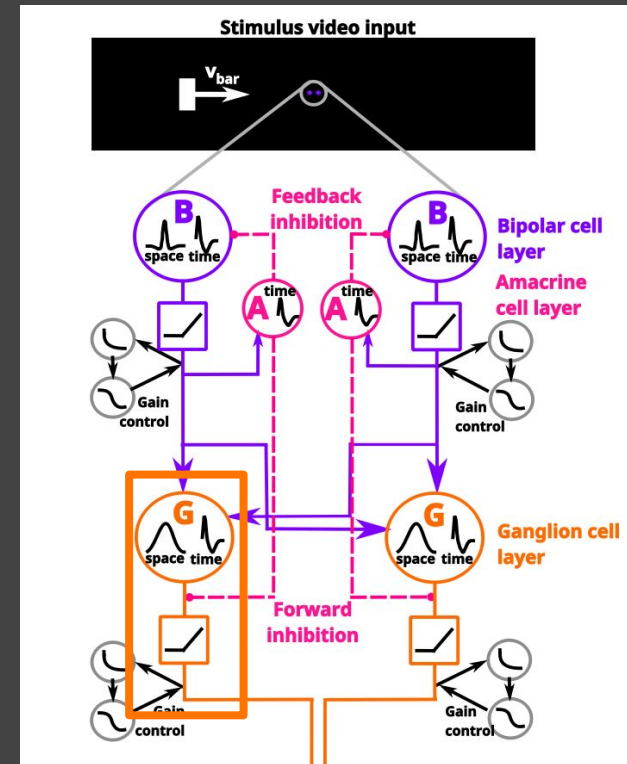 Stimulus video input
v bar
Feedback
inhibition
B
space time
B
space time
Bipolar cell
layer
Amacrine
cell layer
time
A
time
A
Gain
control
Gain
control
G
space time
G
space time
Ganglion cell
layer
Forward
inhibition
Gain
control
Gain
control